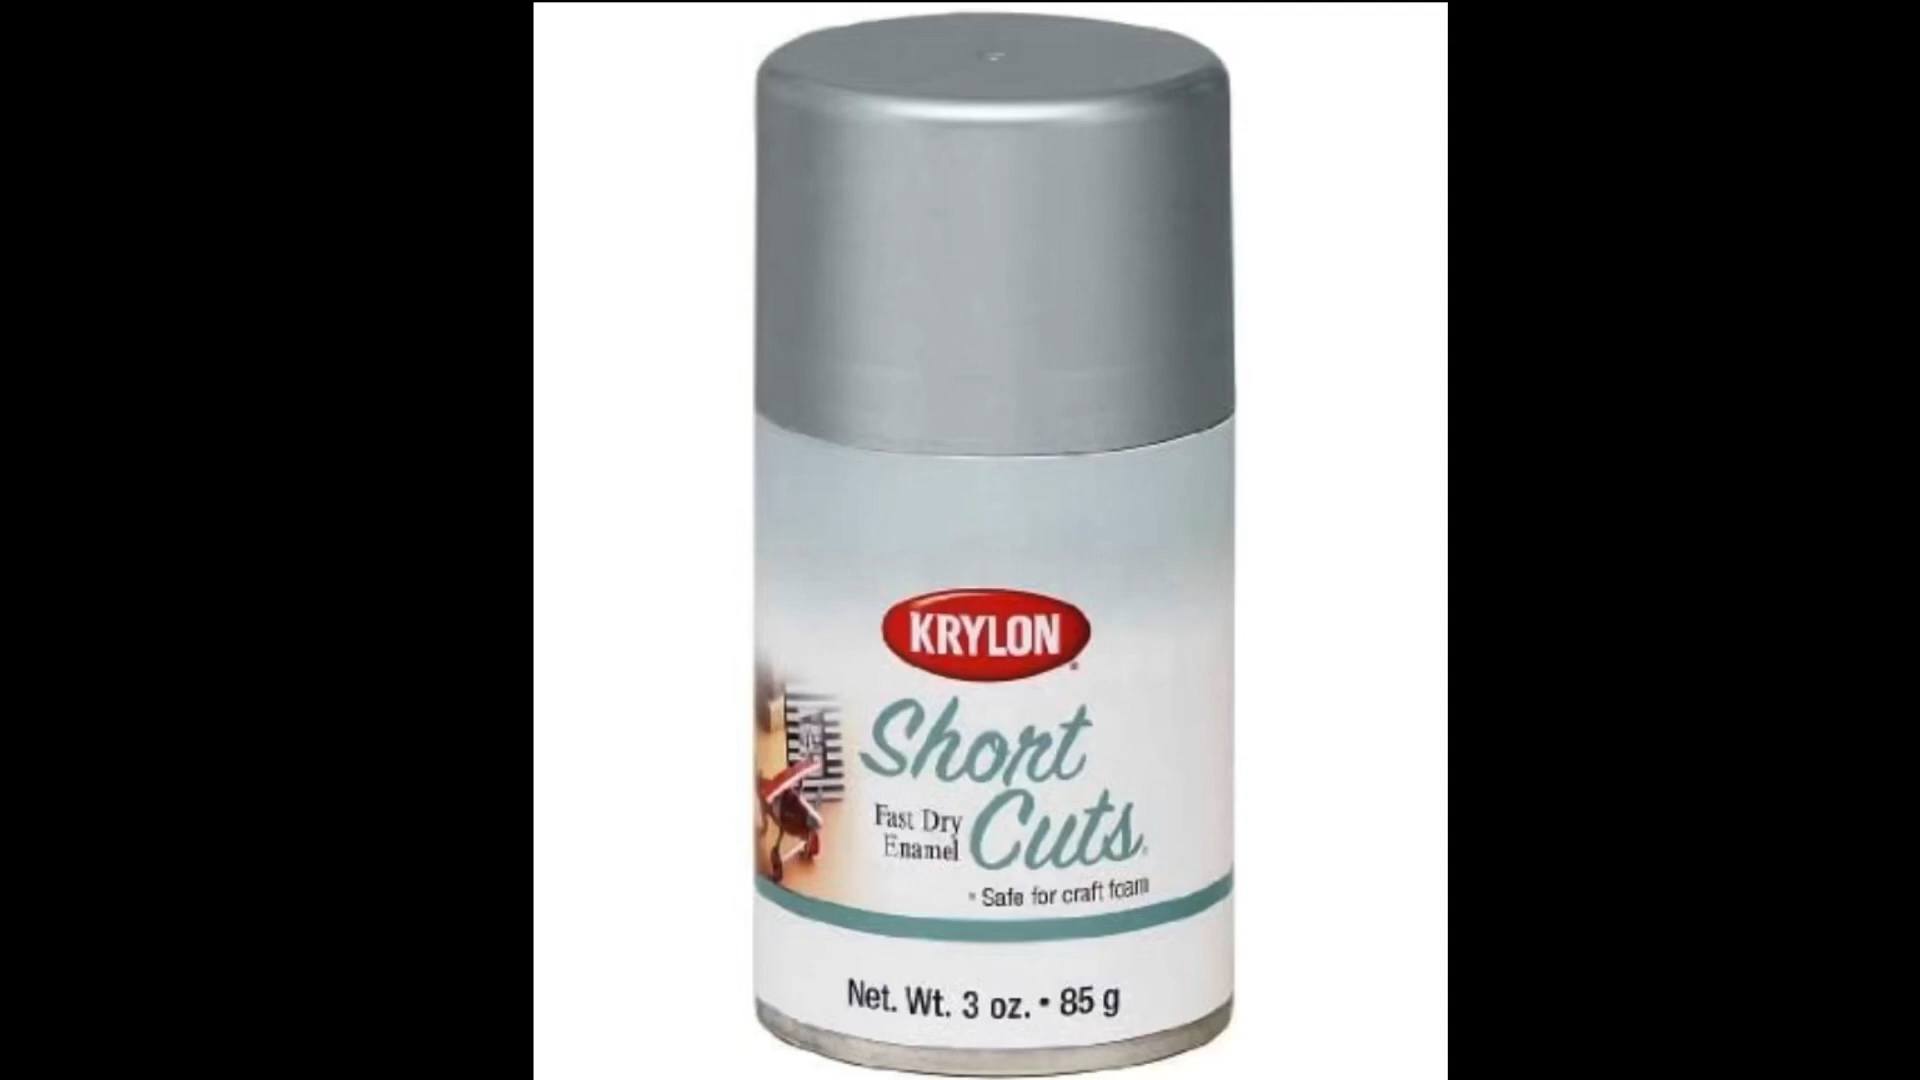 KRYLON
Short
Fast Dry
Enamel
Cuts
• Safe for craft foam
Net. Wt. 3 oz. • 85 g